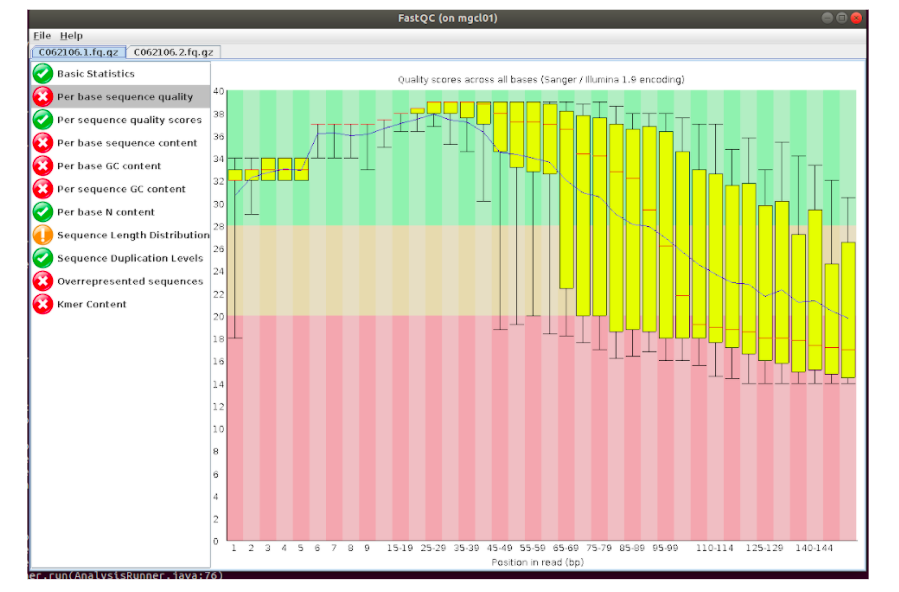 FastQC (on mgcl01)
File Help
C062106.1.fq.gz C062106.2.fq.gz
Basic Statistics
Per base sequence quality
Per sequence quality scores
Per base sequence content
Per base GC content
Per sequence GC content
Per base N content
Sequence Length Distribution
Sequence Duplication Levels
Overrepresented sequences
Kmer Content
Quality scores across all bases (Sanger / Illumina 1.9 encoding)
40
38
36
34
32
30
28
26
24
22
20
18
16
14
12
10
8
6
4
2
0
1 2 3 4 5 6 7 8 9 15-19 25-29 35-39 45-49 55-59 65-69 75-79 85-89 95-99 110-114 125-129 140-144
Position in read (bp)
er.run(AnalysisRunner.java:76)